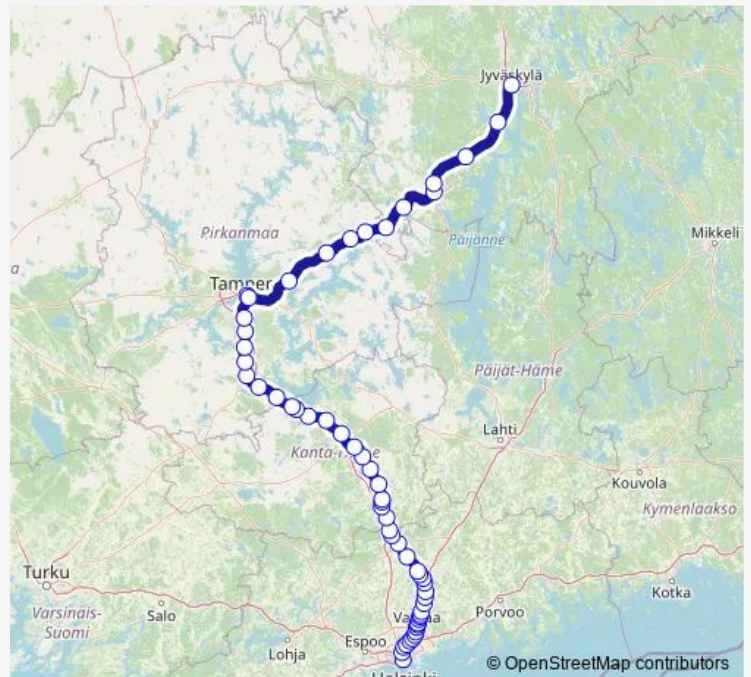 Jyväskylä
Pirkanmaa
Mikkeli
Päijänne
Tamper
Päijät-Häme
Lahti
Kouvola
Kymenlaakso
Turku
Kotka
Varsinais-
Suomi
Salo
Porvoo
Espoo
Lohja
© OpenStreetMap contributors